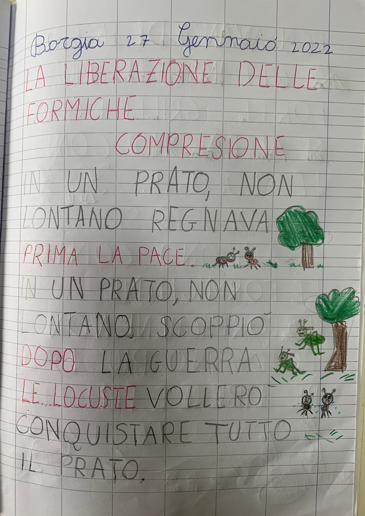 Borgia 27 Gennaio 2022
LA LIBERAZIONE DELLE
FORMICHE
COMPRESIONE
IN UN PRATO, NON
LONTANO REGNAVA
PRIMA LA PACE
IN UN PRATO, NON
LONTANO, SCOPPIO
DOPO LA GUERRA
LE LOCUSTE VOLLERO
CONQUISTARE TUTTO
IL PRATO.